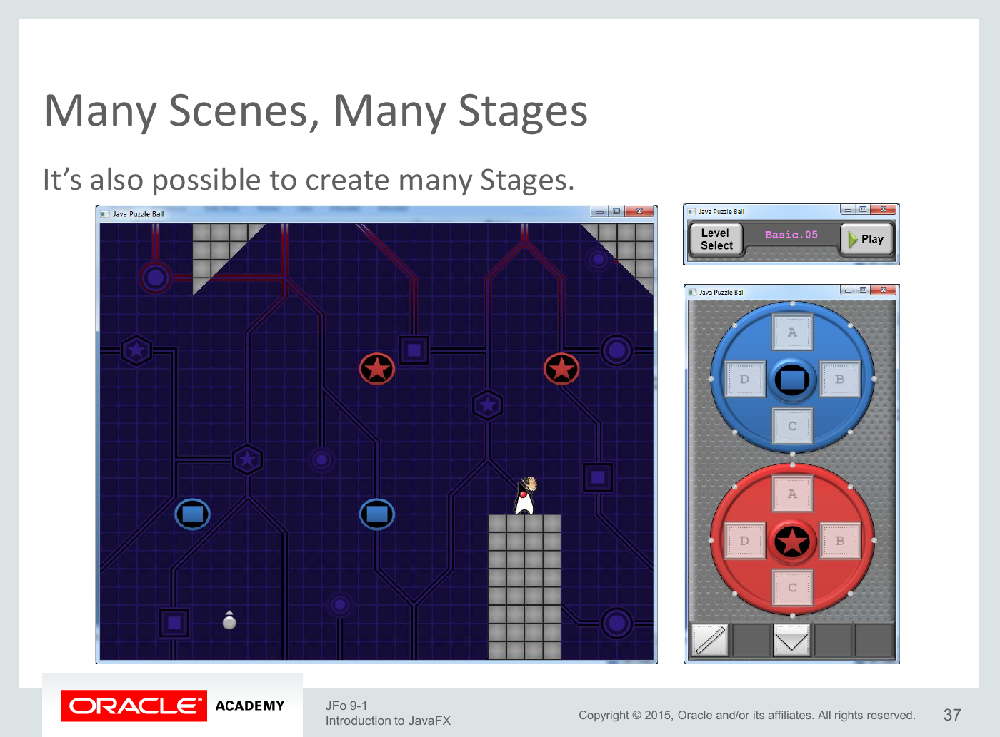 Many Scenes, Many Stages
It's also possible to create many Stages.
Java Puzzle Ball
Java Puzzle Ball
Level
Select
Basic.05
Play
Java Puzzle Ball
A
D
B
C
A
D
B
C
ORACLE® ACADEMY
JFo 9-1
Introduction to JavaFX
Copyright © 2015, Oracle and/or its affiliates. All rights reserved.
37